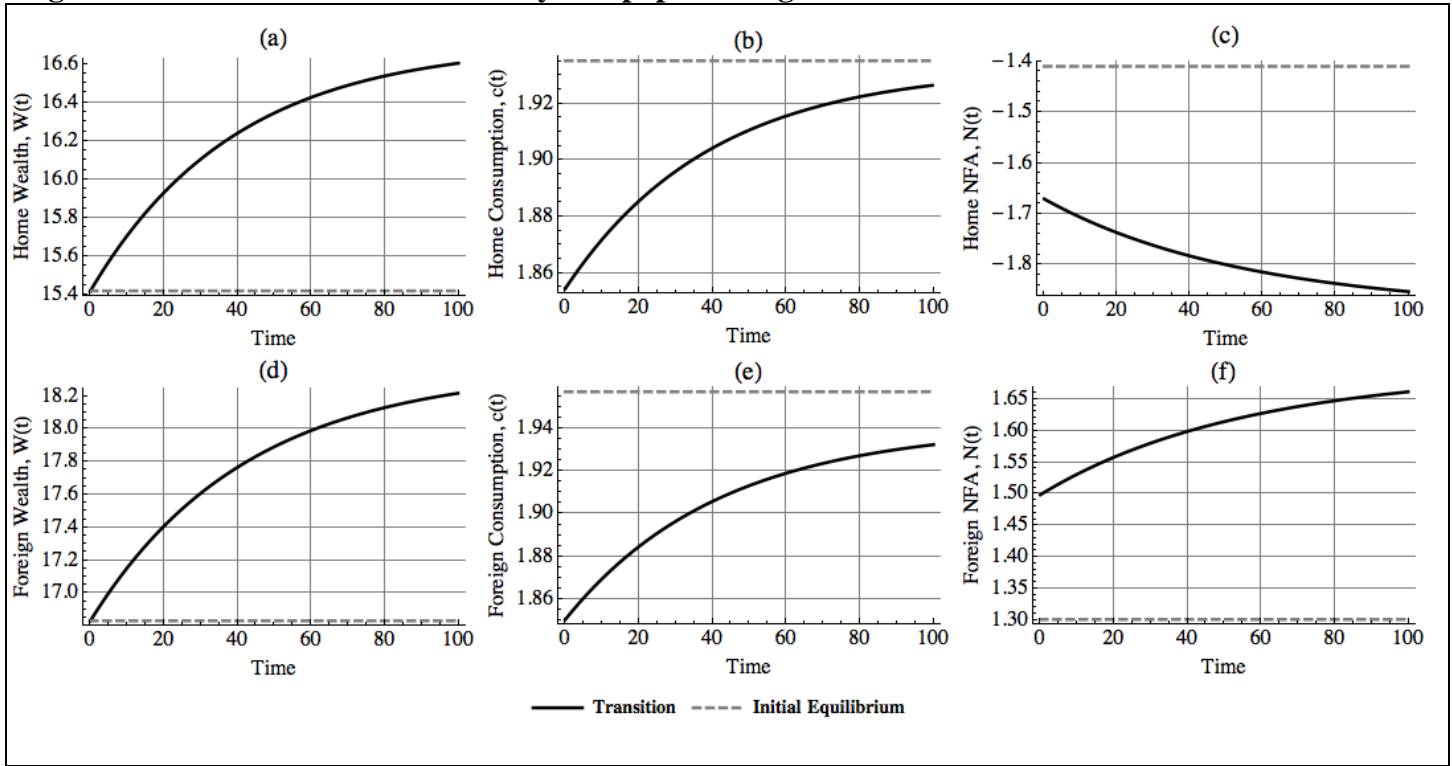 (a)
Home Wealth, W(t)
16.6
16.4
16.2
16.0
15.8
15.6
15.4
0 20 40 60 80 100
Time
(b)
Home Consumption, c(t)
1.92
1.90
1.88
1.86
0 20 40 60 80 100
Time
(c)
Home NFA, N(t)
−1.4
−1.5
−1.6
−1.7
−1.8
0 20 40 60 80 100
Time
(d)
Foreign Wealth, W(t)
18.2
18.0
17.8
17.6
17.4
17.2
17.0
0 20 40 60 80 100
Time
(e)
Foreign Consumption, c(t)
1.94
1.92
1.90
1.88
1.86
0 20 40 60 80 100
Time
(f)
Foreign NFA, N(t)
1.65
1.60
1.55
1.50
1.45
1.40
1.35
1.30
0 20 40 60 80 100
Time
Transition Initial Equilibrium